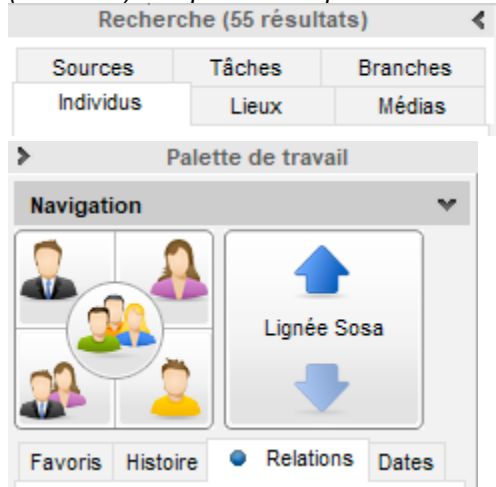 Recherche (55 résultats)
Sources Tâches Branches
Individus Lieux Médias
Palette de travail
Navigation
Lignée Sosa
Favoris Histoire Relations Dates